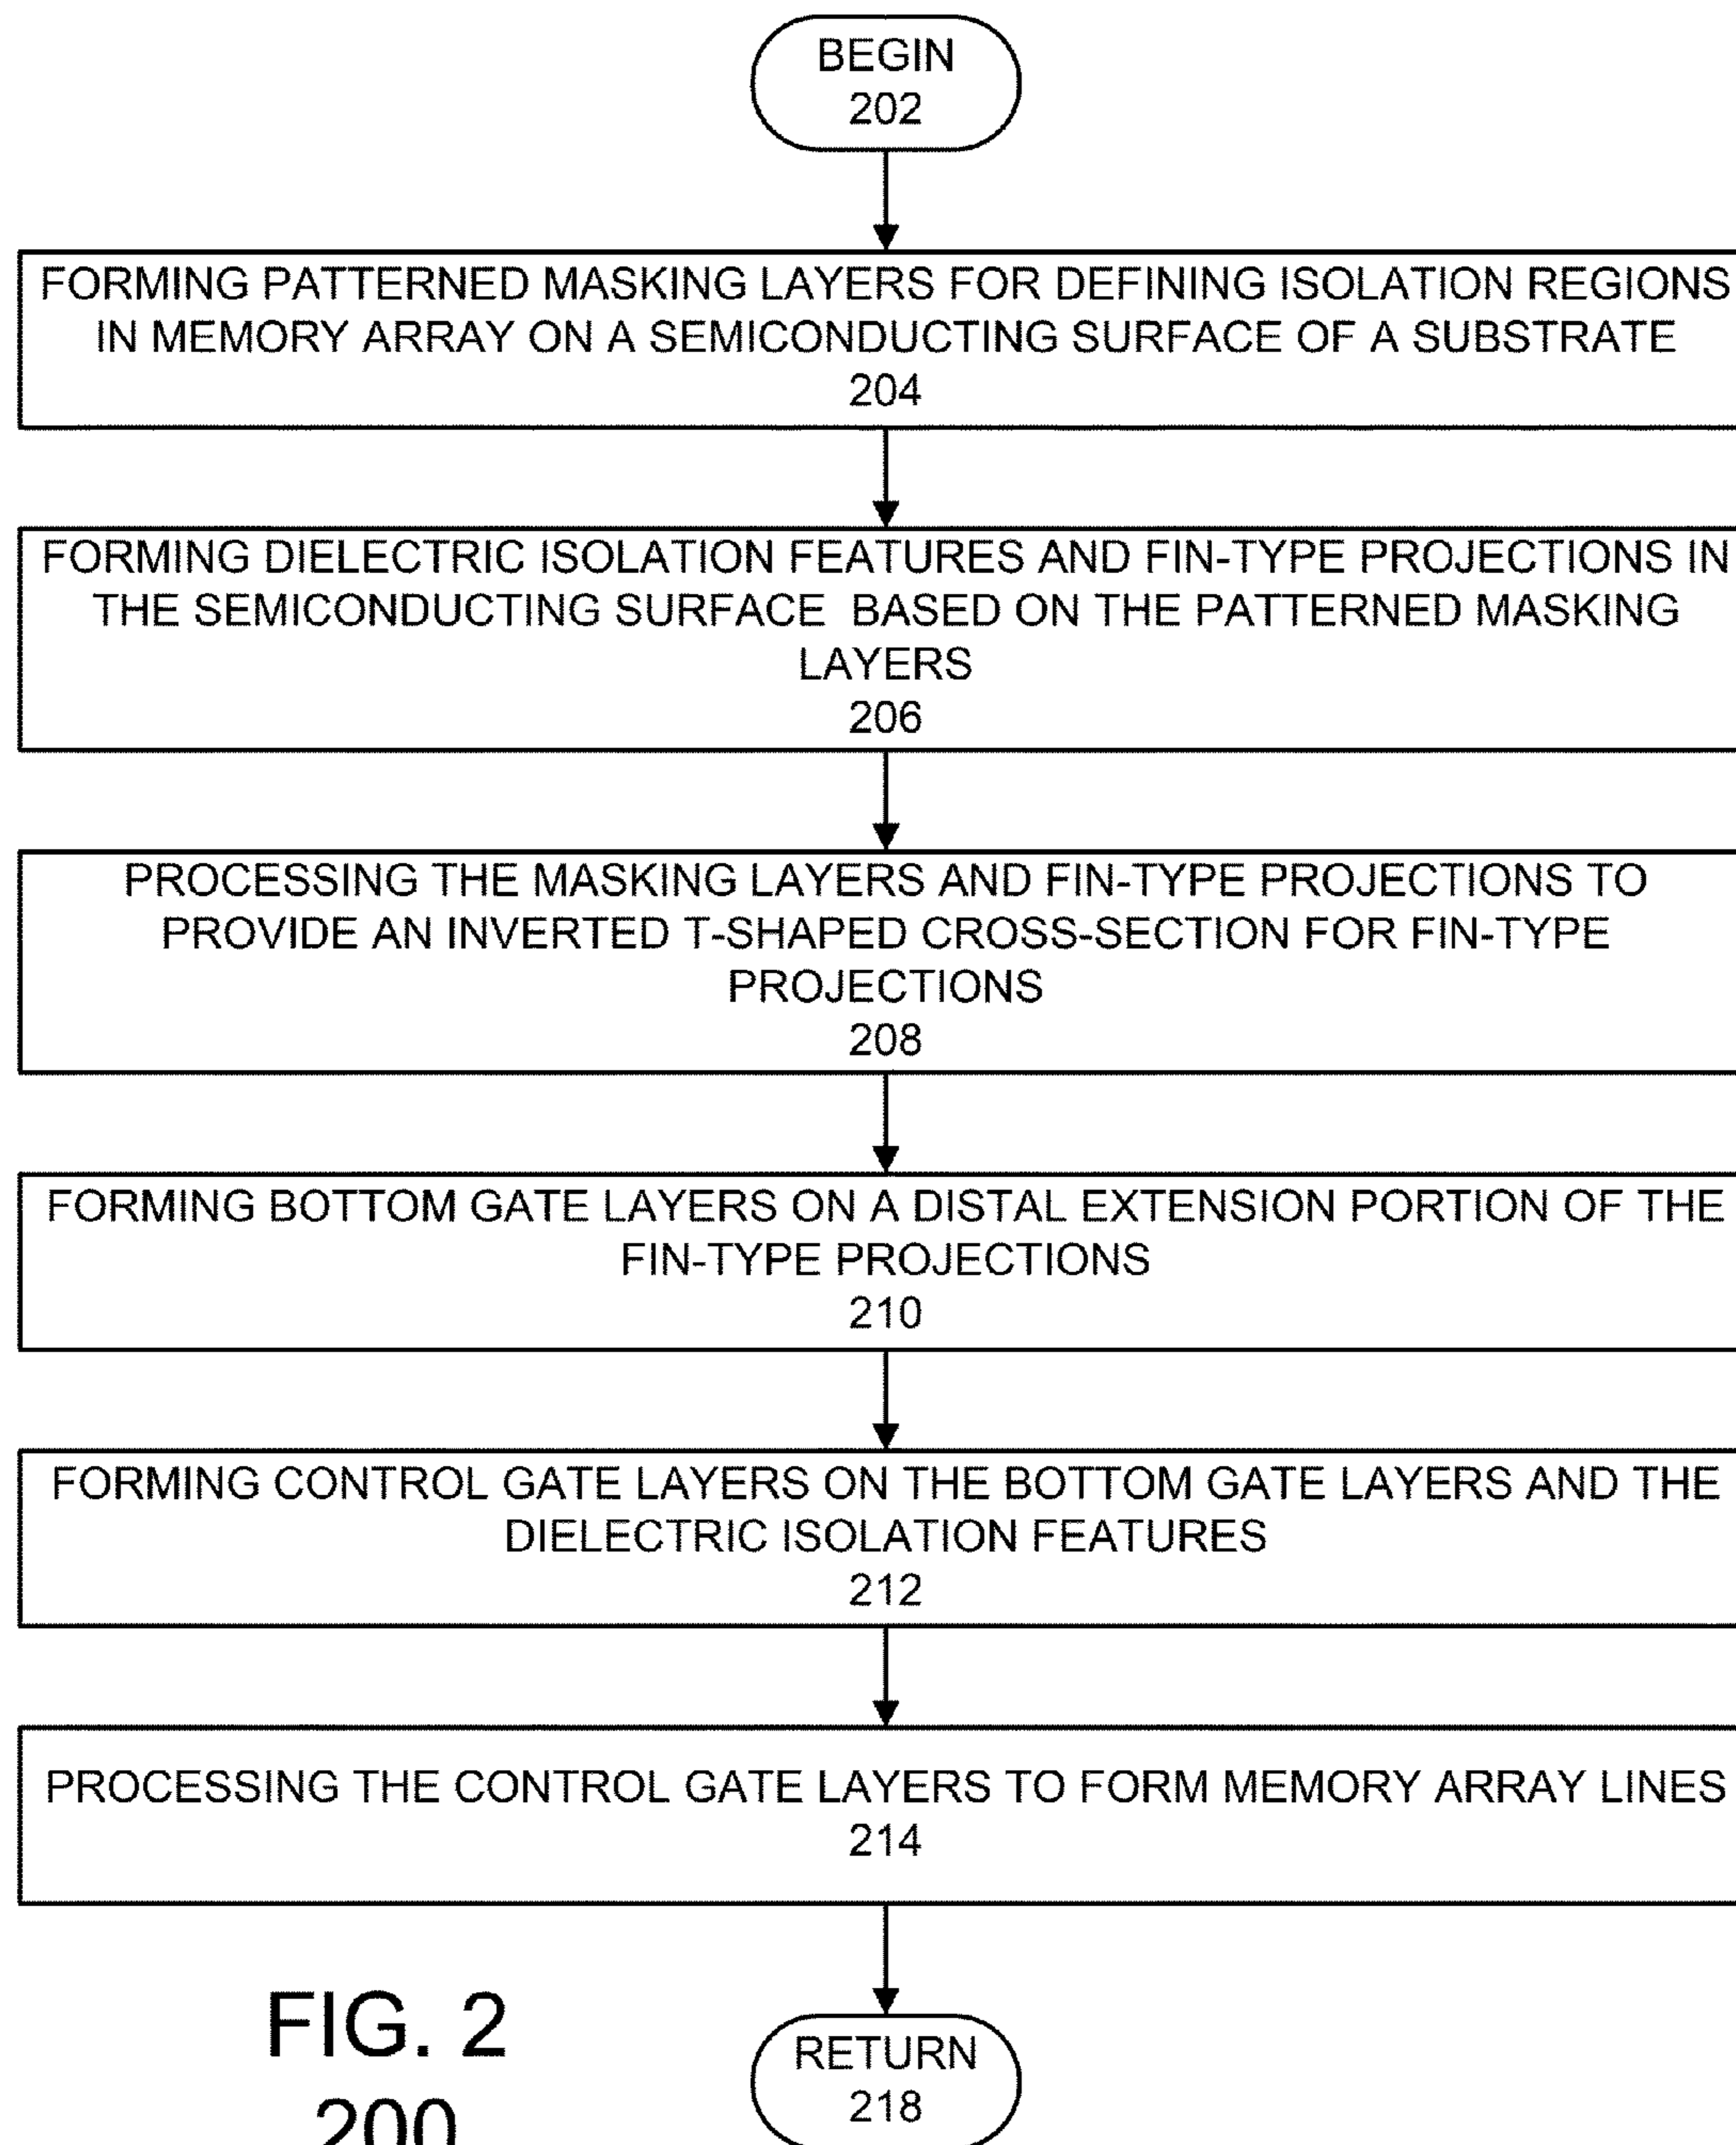 BEGIN
202
FORMING PATTERNED MASKING LAYERS FOR DEFINING ISOLATION REGIONS
IN MEMORY ARRAY ON A SEMICONDUCTING SURFACE OF A SUBSTRATE
204
FORMING DIELECTRIC ISOLATION FEATURES AND FIN-TYPE PROJECTIONS IN
THE SEMICONDUCTING SURFACE BASED ON THE PATTERNED MASKING
LAYERS
206
PROCESSING THE MASKING LAYERS AND FIN-TYPE PROJECTIONS TO
PROVIDE AN INVERTED T-SHAPED CROSS-SECTION FOR FIN-TYPE
PROJECTIONS
208
FORMING BOTTOM GATE LAYERS ON A DISTAL EXTENSION PORTION OF THE
FIN-TYPE PROJECTIONS
210
FORMING CONTROL GATE LAYERS ON THE BOTTOM GATE LAYERS AND THE
DIELECTRIC ISOLATION FEATURES
212
PROCESSING THE CONTROL GATE LAYERS TO FORM MEMORY ARRAY LINES
214
RETURN
218
FIG. 2
200